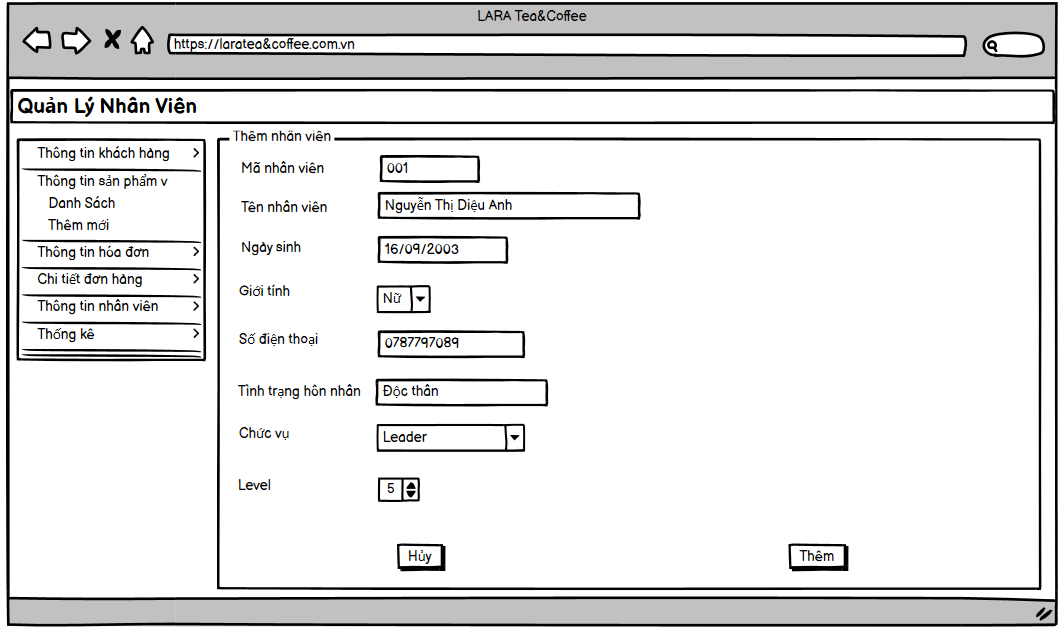 LARA Tea&Coffee
https://laratea&coffee.com.vn
Quản Lý Nhân Viên
Thông tin khách hàng >
Thông tin sản phẩm v
Danh Sách
Thêm mới
Thông tin hóa đơn >
Chi tiết đơn hàng >
Thông tin nhân viên >
Thống kê >
Thêm nhân viên
Mã nhân viên 001
Tên nhân viên Nguyễn Thị Diệu Anh
Ngày sinh 16/09/2003
Giới tính Nữ
Số điện thoại 0787797089
Tình trạng hôn nhân Độc thân
Chức vụ Leader
Level 5
Hủy Thêm